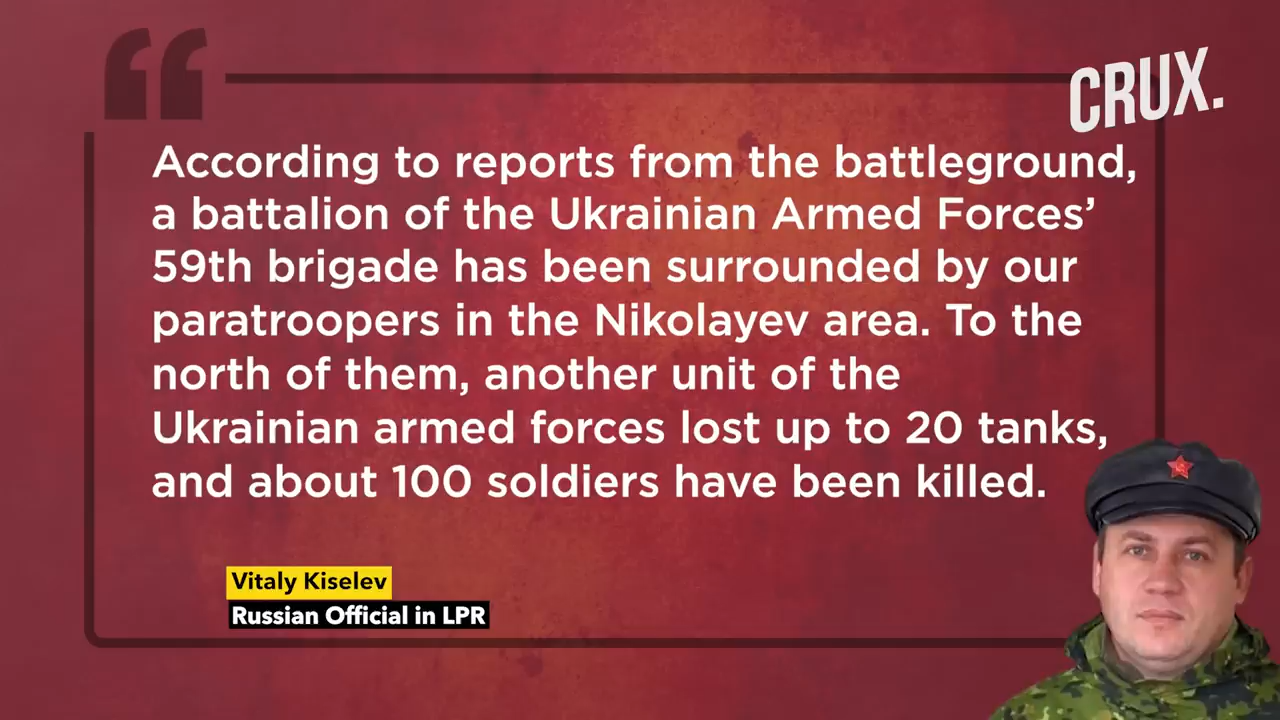 CRUX.
According to reports from the battleground,
a battalion of the Ukrainian Armed Forces’
59th brigade has been surrounded by our
paratroopers in the Nikolayev area. To the
north of them, another unit of the
Ukrainian armed forces lost up to 20 tanks,
and about 100 soldiers have been killed.
Vitaly Kiselev
Russian Official in LPR